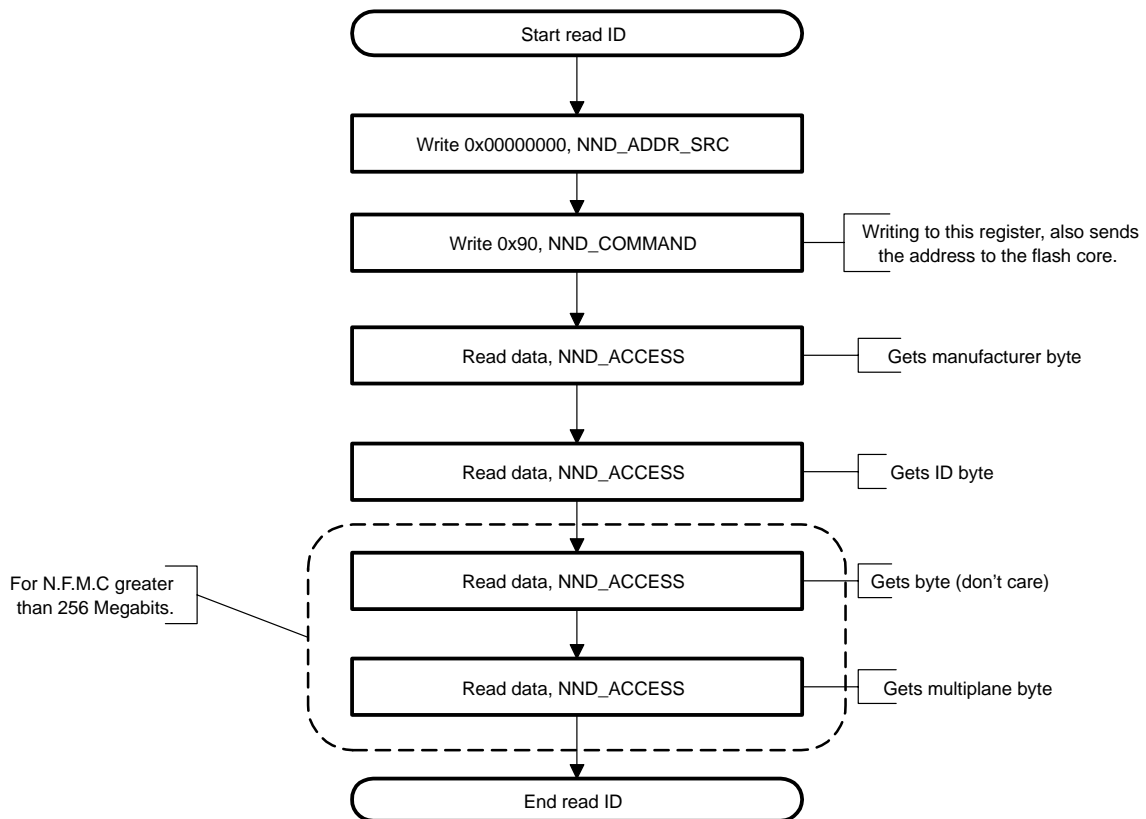 Start read ID
Write 0x00000000, NND_ADDR_SRC
Write 0x90, NND_COMMAND
Writing to this register, also sends
the address to the flash core.
Read data, NND_ACCESS
Gets manufacturer byte
Read data, NND_ACCESS
Gets ID byte
For N.F.M.C greater
than 256 Megabits.
Read data, NND_ACCESS
Gets byte (don’t care)
Read data, NND_ACCESS
Gets multiplane byte
End read ID